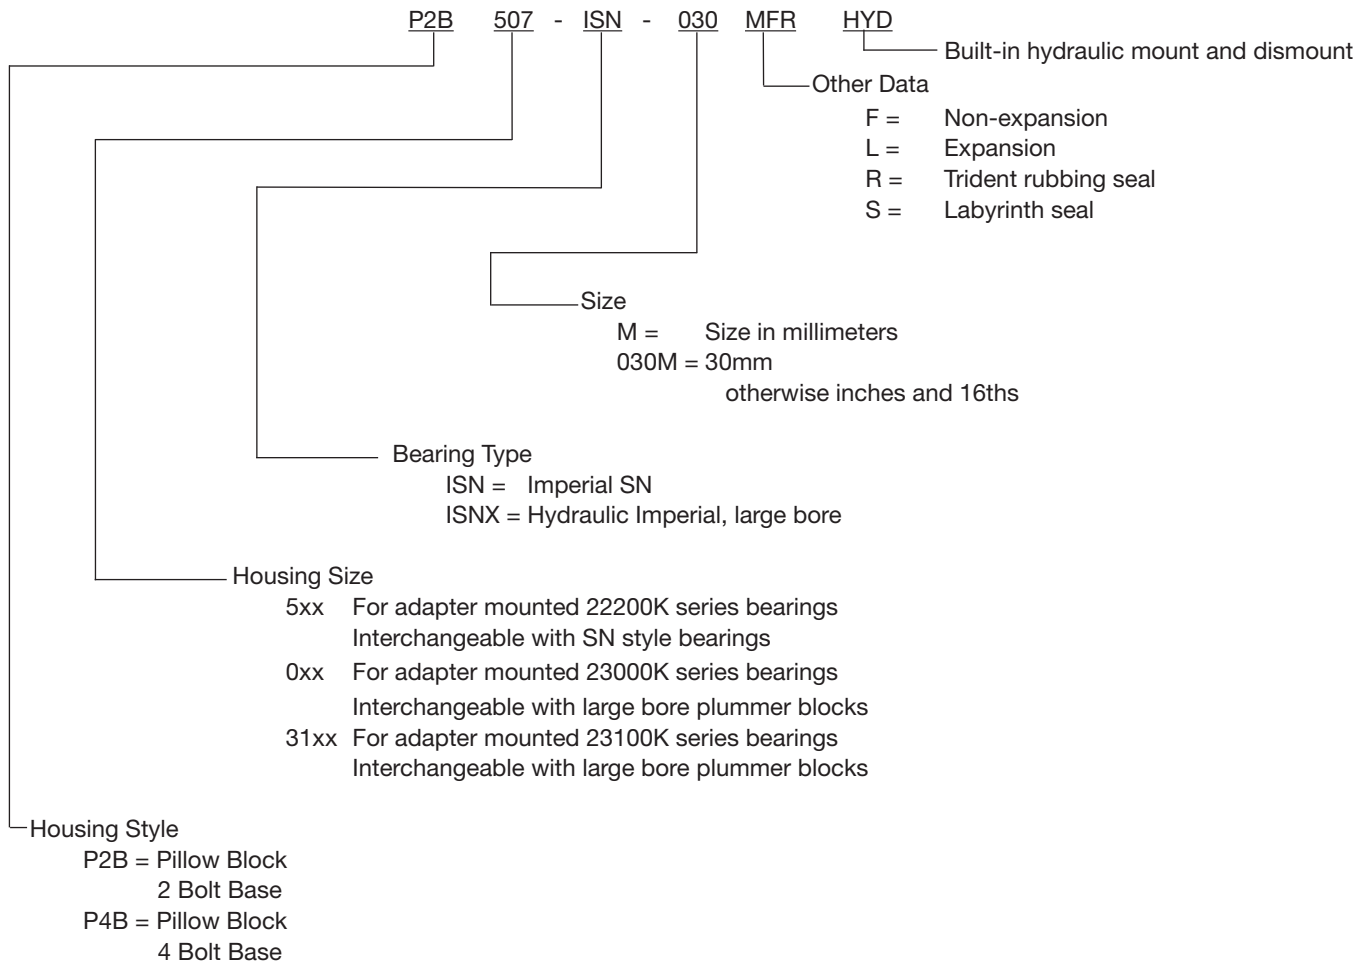 P2B 507 - ISN - 030 MFR HYD
Built-in hydraulic mount and dismount
Other Data
F = Non-expansion
L = Expansion
R = Trident rubbing seal
S = Labyrinth seal
Size
M = Size in millimeters
030M = 30mm
otherwise inches and 16ths
Bearing Type
ISN = Imperial SN
ISNX = Hydraulic Imperial, large bore
Housing Size
5xx For adapter mounted 22200K series bearings
Interchangeable with SN style bearings
0xx For adapter mounted 23000K series bearings
Interchangeable with large bore plummer blocks
31xx For adapter mounted 23100K series bearings
Interchangeable with large bore plummer blocks
Housing Style
P2B = Pillow Block
2 Bolt Base
P4B = Pillow Block
4 Bolt Base